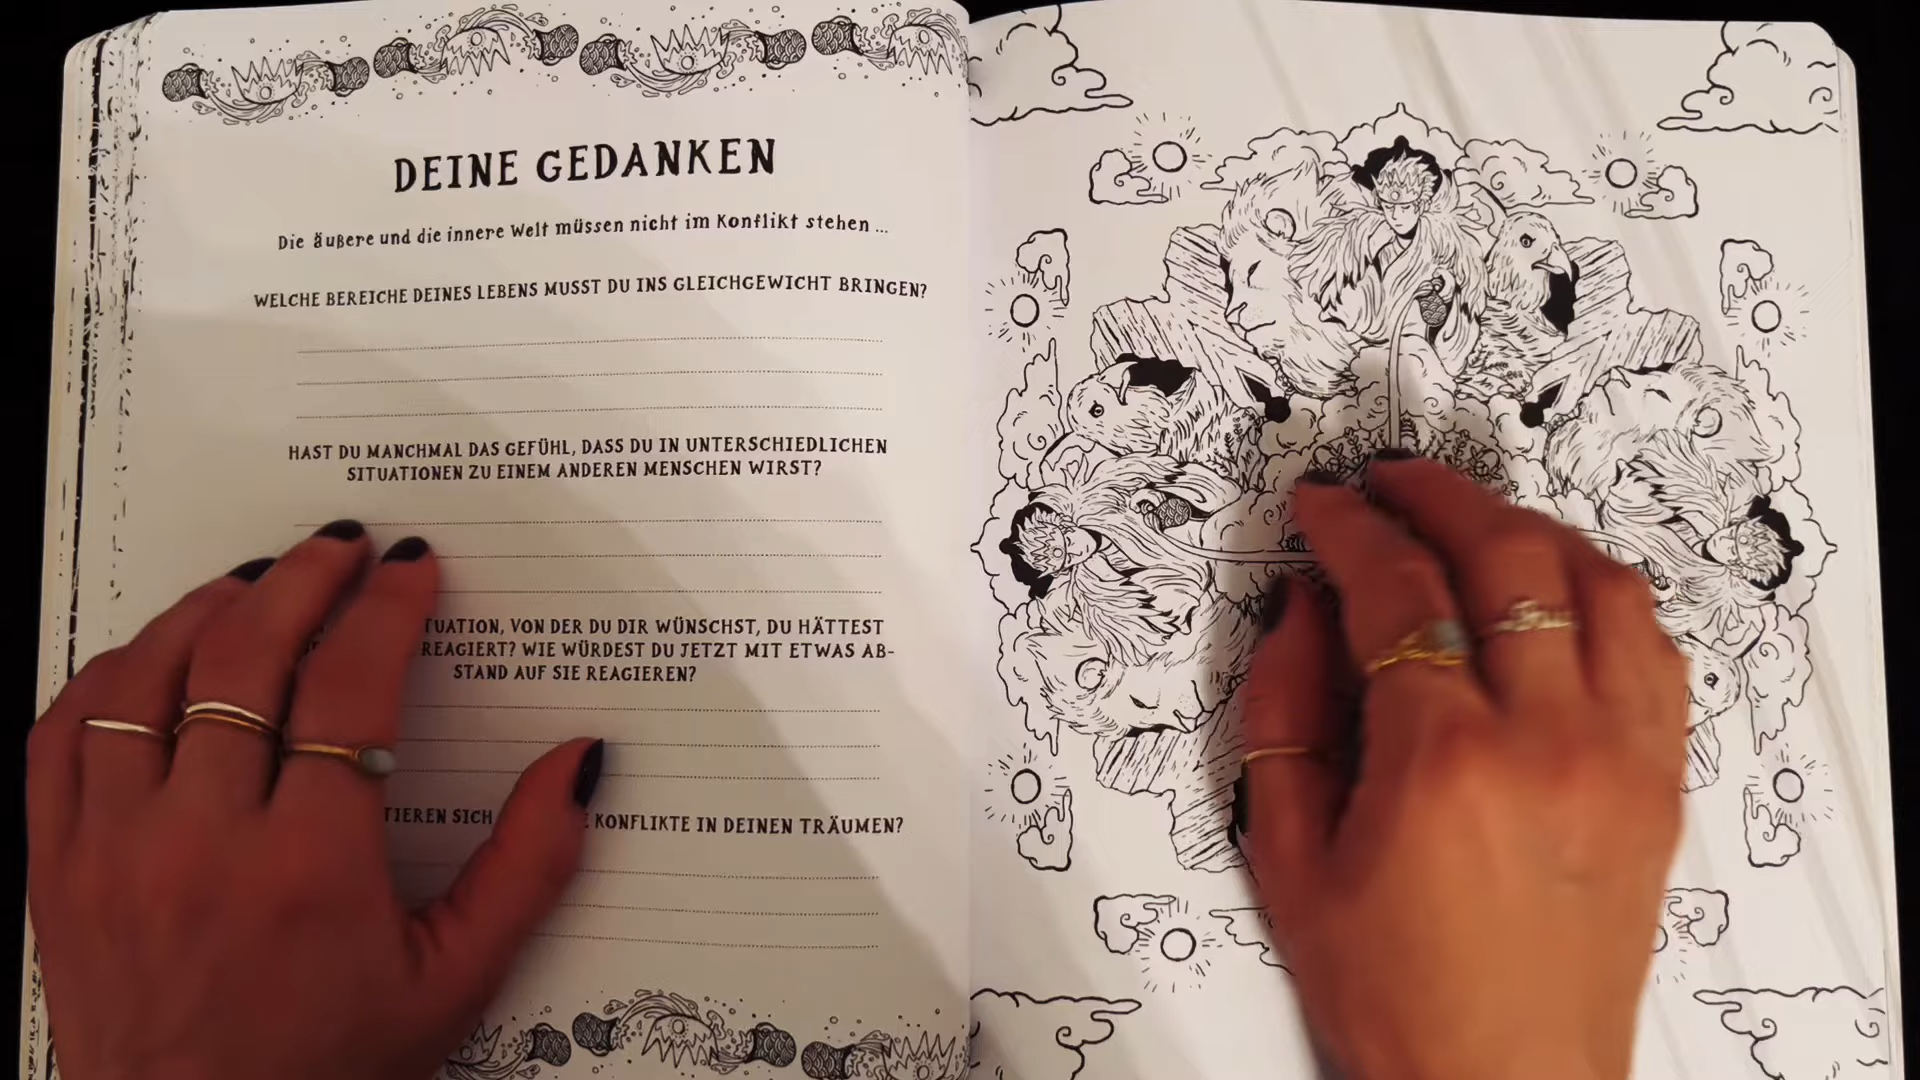 DEINE GEDANKEN
Die äußere und die innere Welt müssen nicht im Konflikt stehen ...
WELCHE BEREICHE DEINES LEBENS MUSST DU INS GLEICHGEWICHT BRINGEN?
HAST DU MANCHMAL DAS GEFÜHL, DASS DU IN UNTERSCHIEDLICHEN
SITUATIONEN ZU EINEM ANDEREN MENSCHEN WIRST?
TUATION, VON DER DU DIR WÜNSCHST, DU HÄTTEST
REAGIERT? WIE WÜRDEST DU JETZT MIT ETWAS AB-
STAND AUF SIE REAGIEREN?
TIEREN SICH KONFLIKTE IN DEINEN TRÄUMEN?